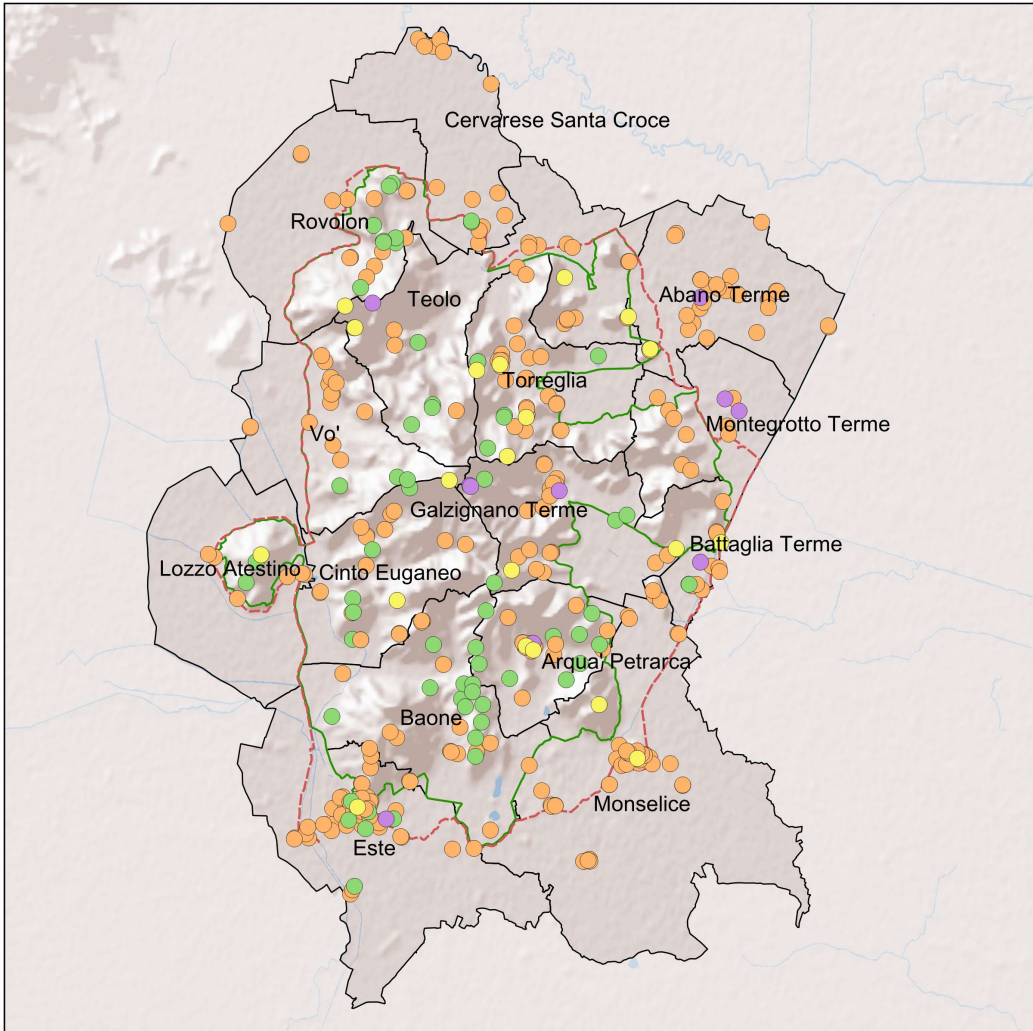 Cervarese Santa Croce
Rovolon
Teolo
Abano Terme
Torreglia
Montegrotto Terme
Vo'
Galzignano Terme
Battaglia Terme
Lozzo Atestino
Cinto Euganeo
Arqua' Petrarca
Baone
Monselice
Este